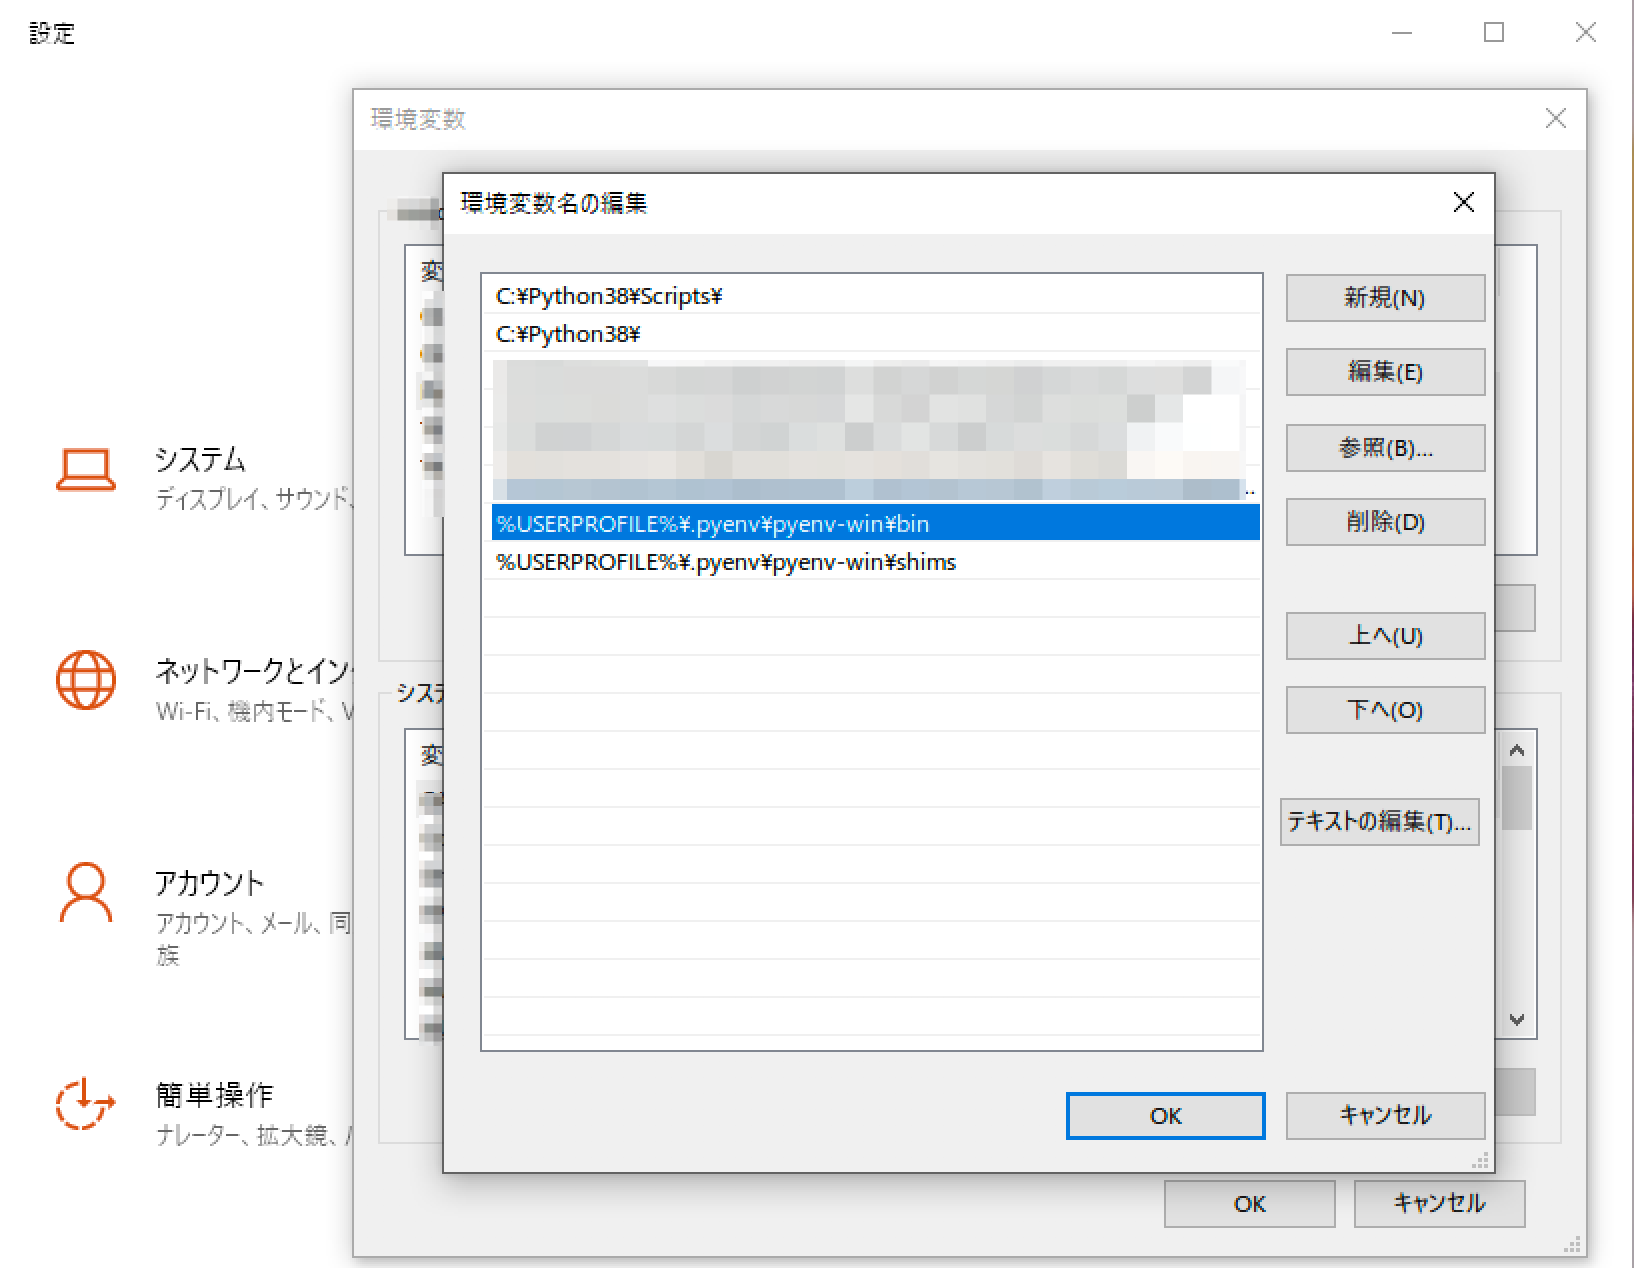 設定
環境変数
環境変数名の編集
変
C:¥Python38¥Scripts¥
C:¥Python38¥
..
%USERPROFILE%¥.pyenv¥pyenv-win¥bin
%USERPROFILE%¥.pyenv¥pyenv-win¥shims
新規(N)
編集(E)
参照(B)...
削除(D)
上へ(U)
下へ(O)
テキストの編集(T)...
OK
キャンセル
シス
変
OK
キャンセル
システム
ディスプレイ、サウンド、
ネットワークとイン
Wi-Fi、機内モード、V
アカウント
アカウント、メール、同
族
簡単操作
ナレーター、拡大鏡、